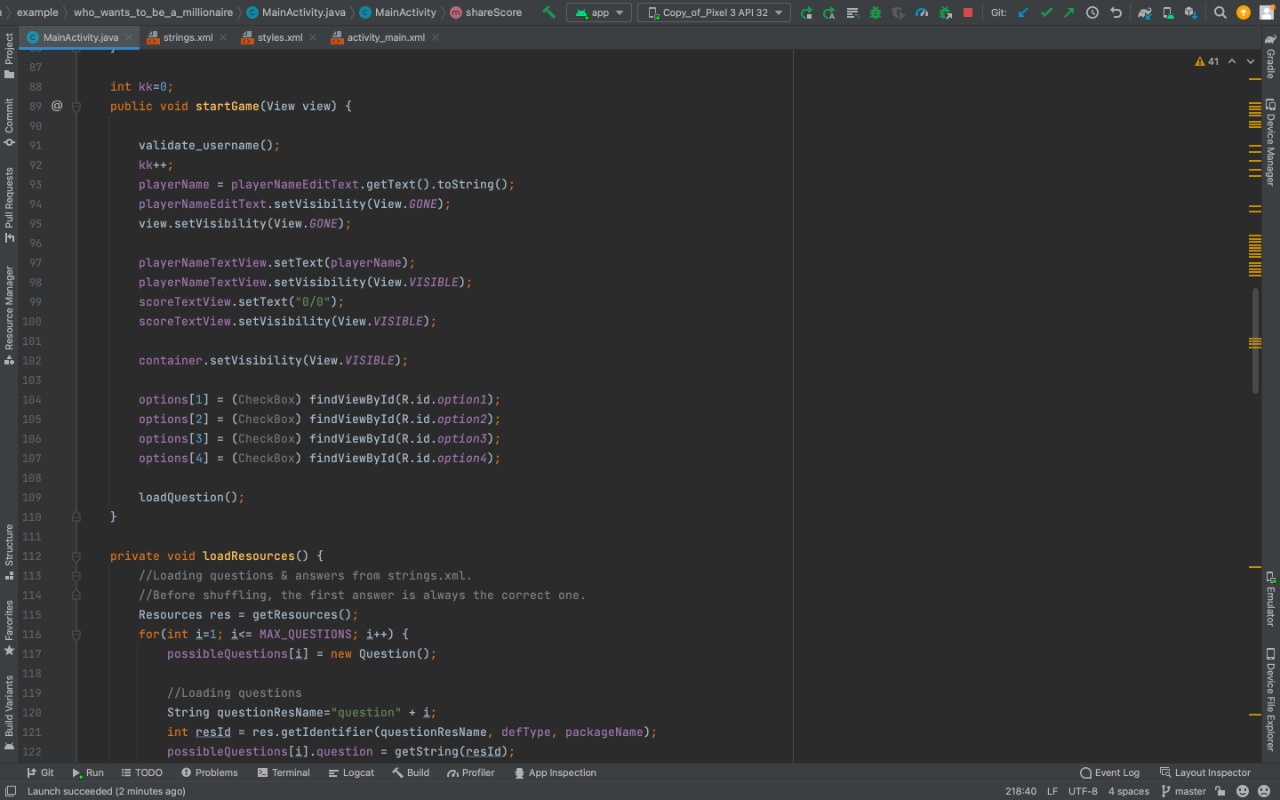 example › who_wants_to_be_a_millionaire › MainActivity.java › MainActivity › shareScore app Copy_of_Pixel 3 API 32 Git:
MainActivity.java strings.xml styles.xml activity_main.xml
41
87
88 int kk=0;
89 @ public void startGame(View view) {
90
91 validate_username();
92 kk++;
93 playerName = playerNameEditText.getText().toString();
94 playerNameEditText.setVisibility(View.GONE);
95 view.setVisibility(View.GONE);
96
97 playerNameTextView.setText(playerName);
98 playerNameTextView.setVisibility(View.VISIBLE);
99 scoreTextView.setText("0/0");
100 scoreTextView.setVisibility(View.VISIBLE);
101
102 container.setVisibility(View.VISIBLE);
103
104 options[1] = (CheckBox) findViewById(R.id.option1);
105 options[2] = (CheckBox) findViewById(R.id.option2);
106 options[3] = (CheckBox) findViewById(R.id.option3);
107 options[4] = (CheckBox) findViewById(R.id.option4);
108
109 loadQuestion();
110 }
111
112 private void loadResources() {
113 //Loading questions & answers from strings.xml.
114 //Before shuffling, the first answer is always the correct one.
115 Resources res = getResources();
116 for(int i=1; i<= MAX_QUESTIONS; i++) {
117 possibleQuestions[i] = new Question();
118
119 //Loading questions
120 String questionResName="question" + i;
121 int resId = res.getIdentifier(questionResName, defType, packageName);
122 possibleQuestions[i].question = getString(resId);
Project
Commit
Pull Requests
Resource Manager
Structure
Favorites
Build Variants
Gradle
Device Manager
Emulator
Device File Explorer
Git Run TODO Problems Terminal Logcat Build Profiler App Inspection Event Log Layout Inspector
Launch succeeded (2 minutes ago) 218:40 LF UTF-8 4 spaces master